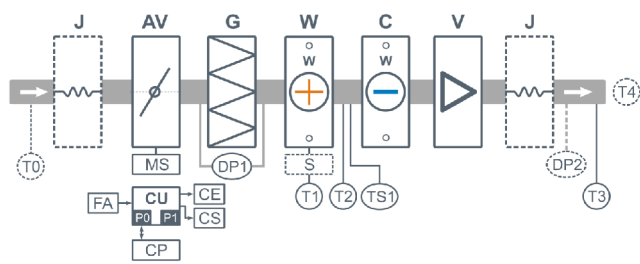 J AV G W C V J
W W
T4
MS DP1 S DP2
T0 T1 T2 TS1 T3
FA CU CE
P0 P1 CS
CP